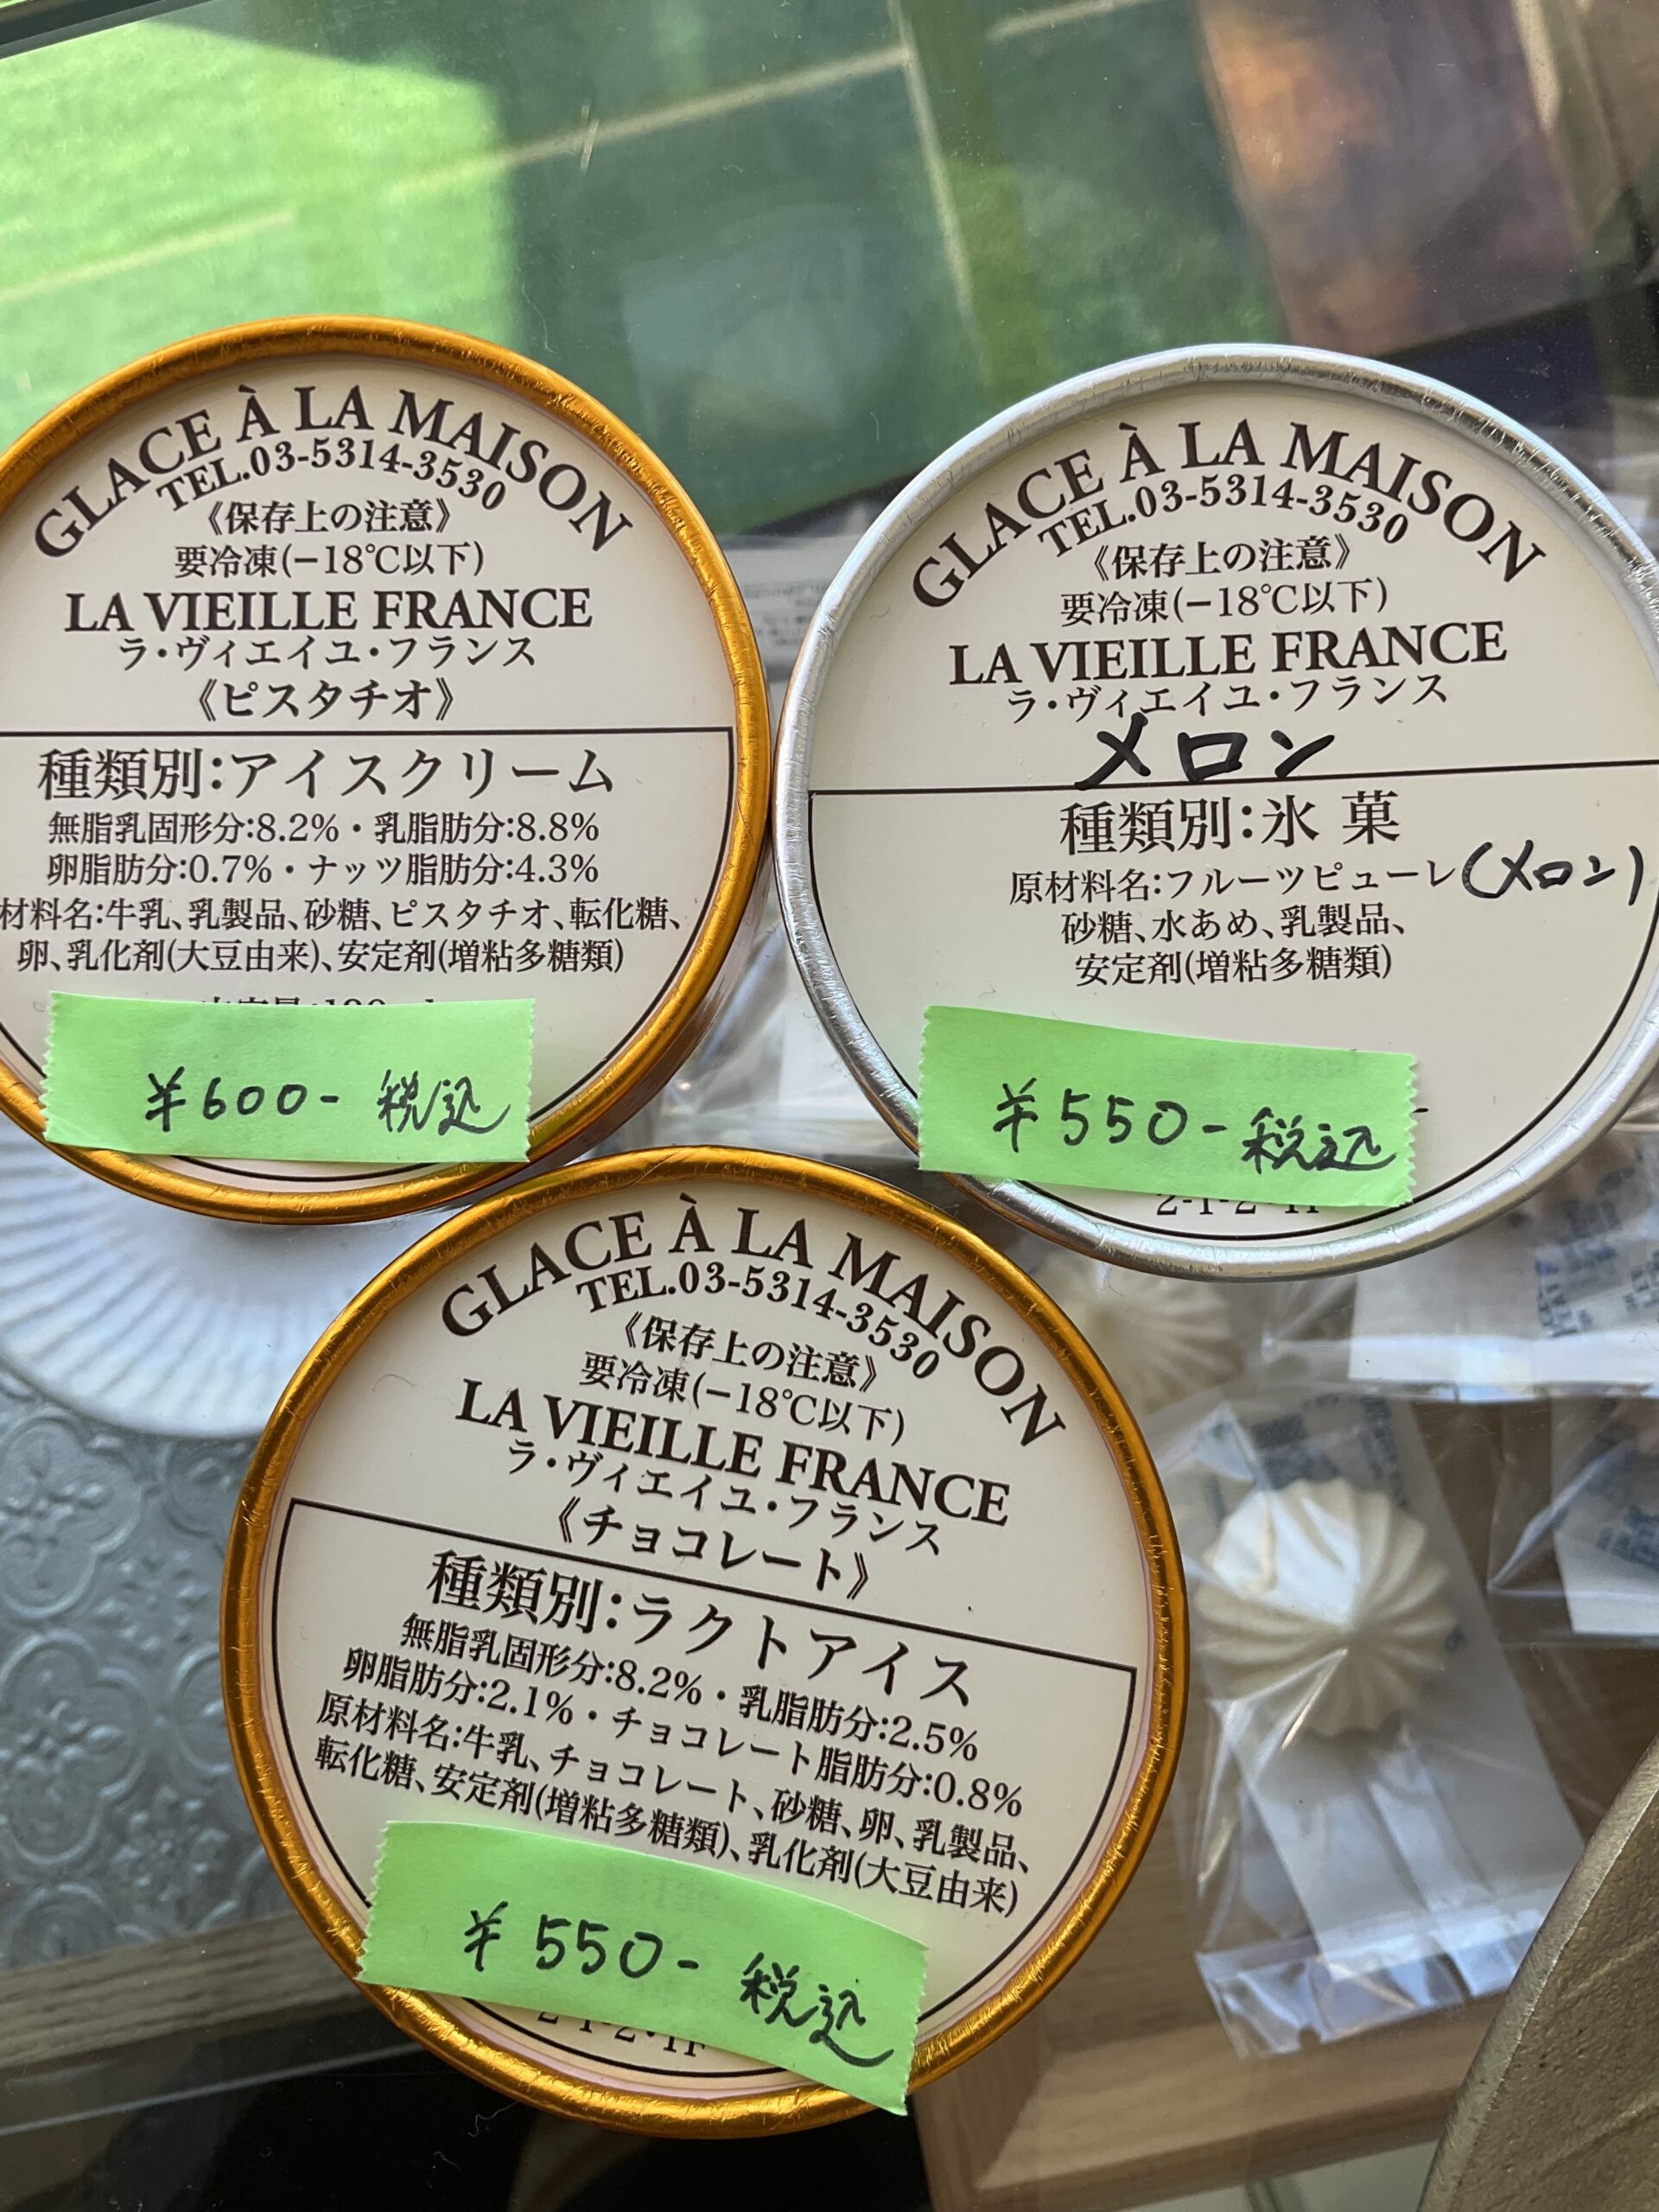 GLACE À LA MAISON
TEL.03-5314-3530
《保存上の注意》
要冷凍(−18℃以下)
LA VIEILLE FRANCE
ラ・ヴィエイユ・フランス
《ピスタチオ》
種類別:アイスクリーム
無脂乳固形分:8.2%・乳脂肪分:8.8%
卵脂肪分:0.7%・ナッツ脂肪分:4.3%
材料名:牛乳、乳製品、砂糖、ピスタチオ、転化糖、
卵、乳化剤(大豆由来)、安定剤(増粘多糖類)
¥600- 税込
GLACE À LA MAISON
TEL.03-5314-3530
《保存上の注意》
要冷凍(−18℃以下)
LA VIEILLE FRANCE
ラ・ヴィエイユ・フランス
メロン
種類別:氷 菓
原材料名:フルーツピューレ(メロン)
砂糖、水あめ、乳製品、
安定剤(増粘多糖類)
¥550-税込
GLACE À LA MAISON
TEL.03-5314-3530
《保存上の注意》
要冷凍(−18℃以下)
LA VIEILLE FRANCE
ラ・ヴィエイユ・フランス
《チョコレート》
種類別:ラクトアイス
無脂乳固形分:8.2%・乳脂肪分:2.5%
卵脂肪分:2.1%・チョコレート脂肪分:0.8%
原材料名:牛乳、チョコレート、砂糖、卵、乳製品、
転化糖、安定剤(増粘多糖類)、乳化剤(大豆由来)
¥550- 税込